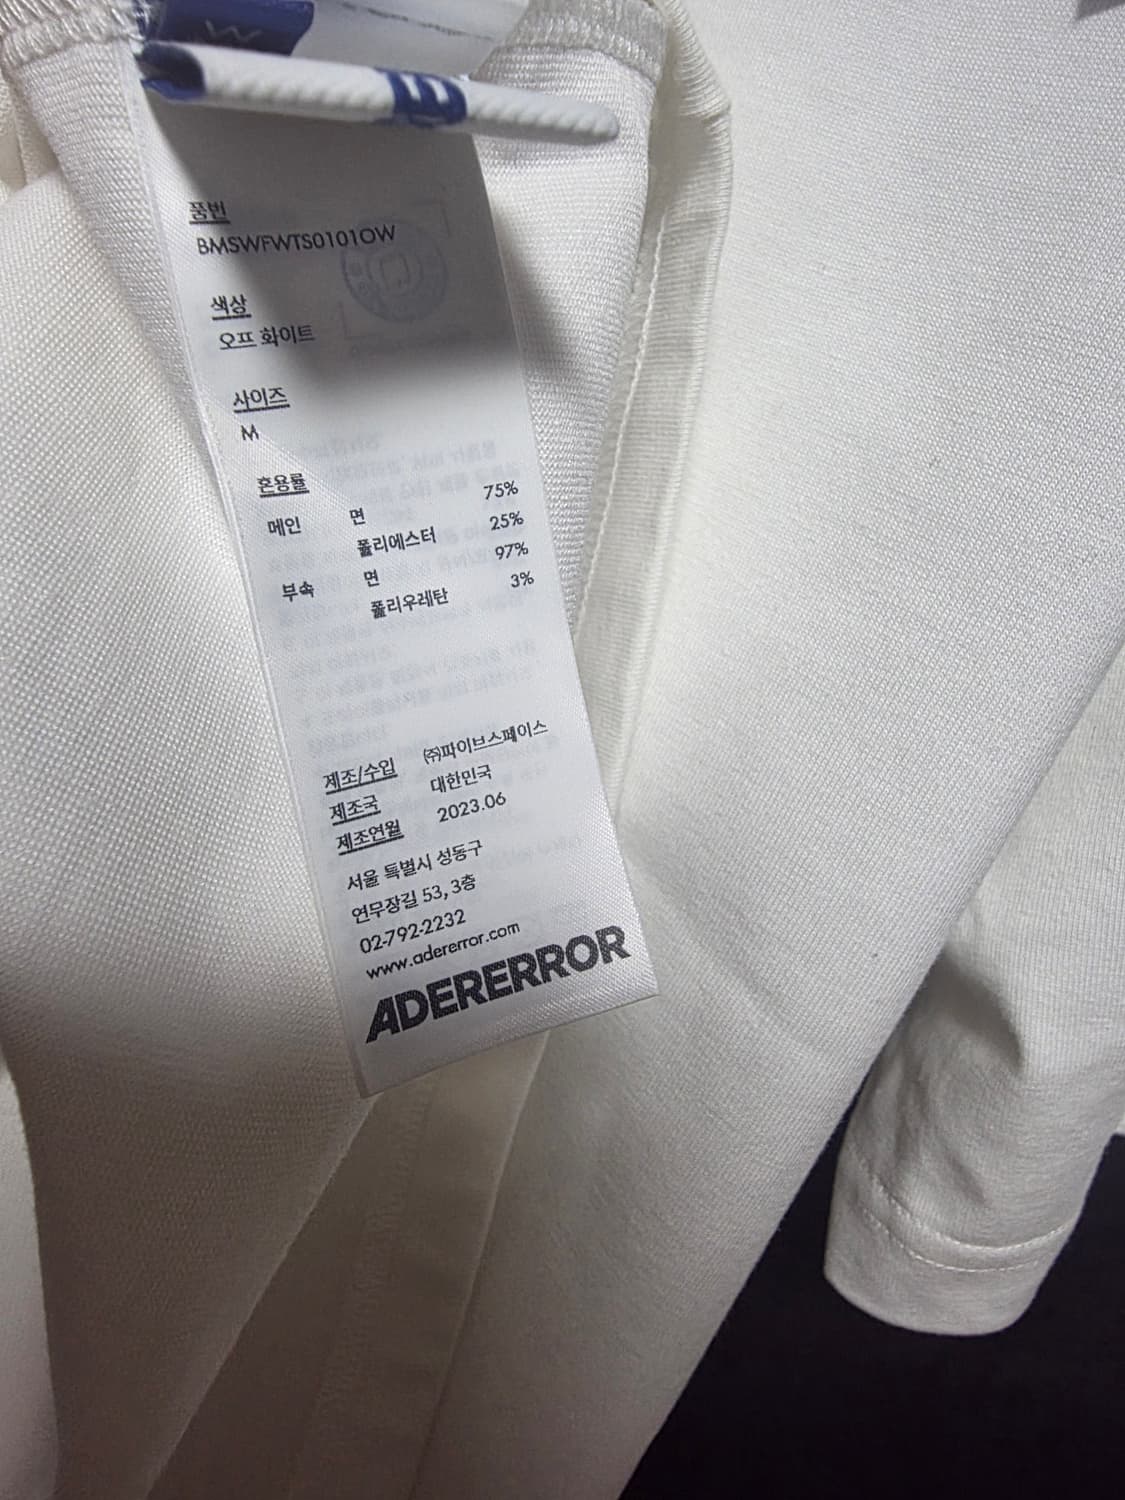 품번
BMSWFWTS0101OW
색상
오프 화이트
사이즈
M
혼용률
메인 면 75%
폴리에스터 25%
부속 면 97%
폴리우레탄 3%
제조/수입 ㈜파이브스페이스
제조국 대한민국
제조연월 2023.06
서울 특별시 성동구
연무장길 53, 3층
02-792-2232
www.adererror.com
ADERERROR